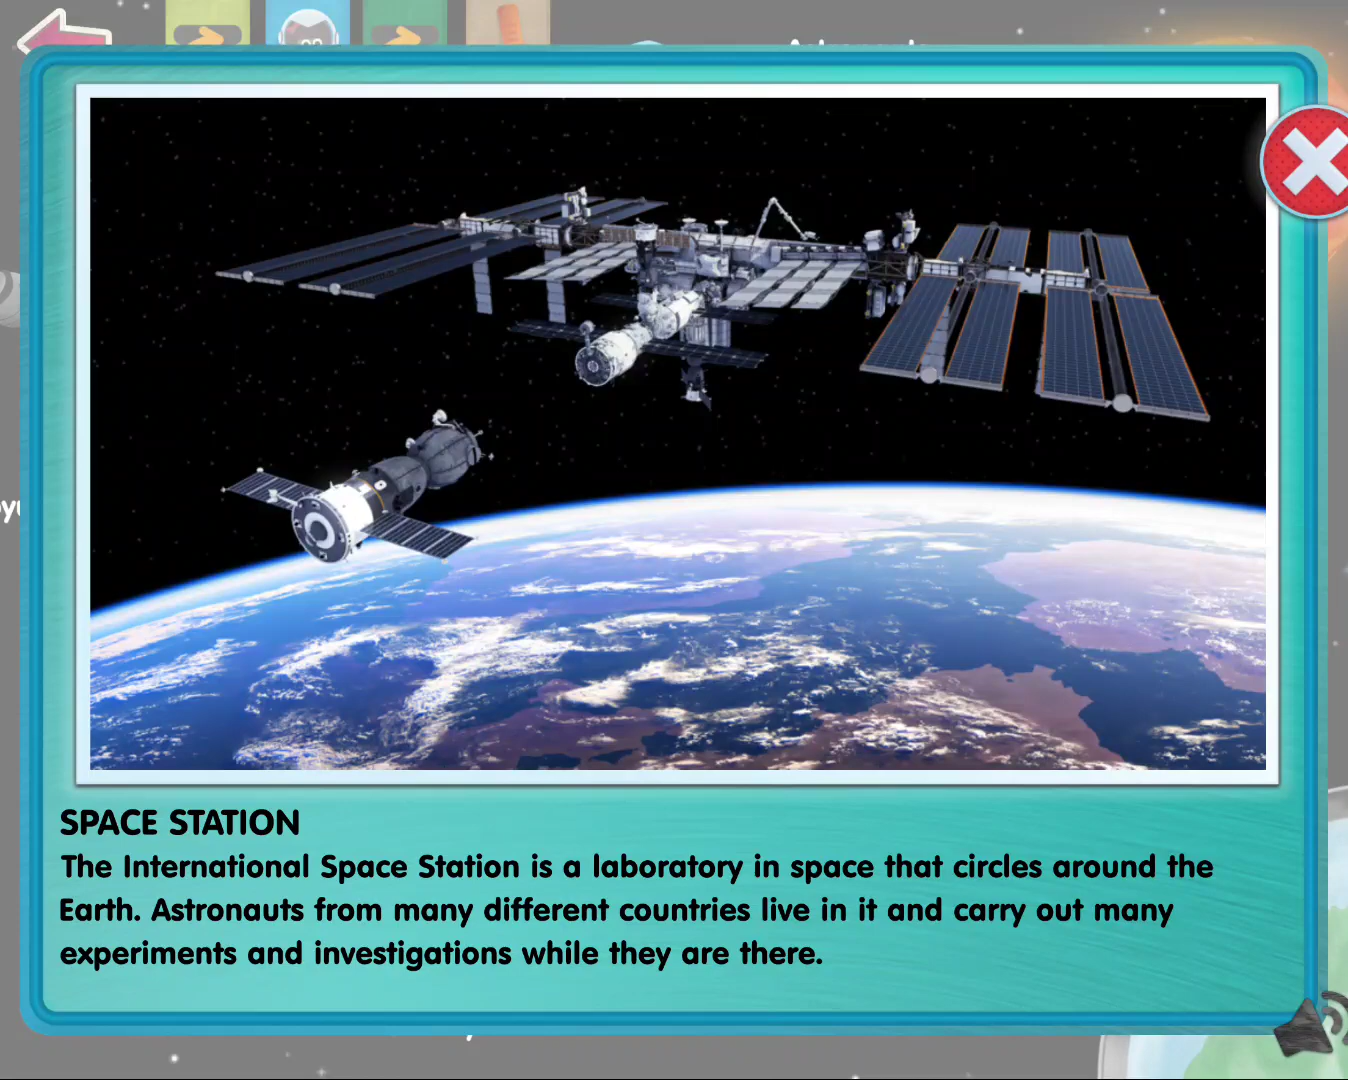 SPACE STATION
The International Space Station is a laboratory in space that circles around the
Earth. Astronauts from many different countries live in it and carry out many
experiments and investigations while they are there.